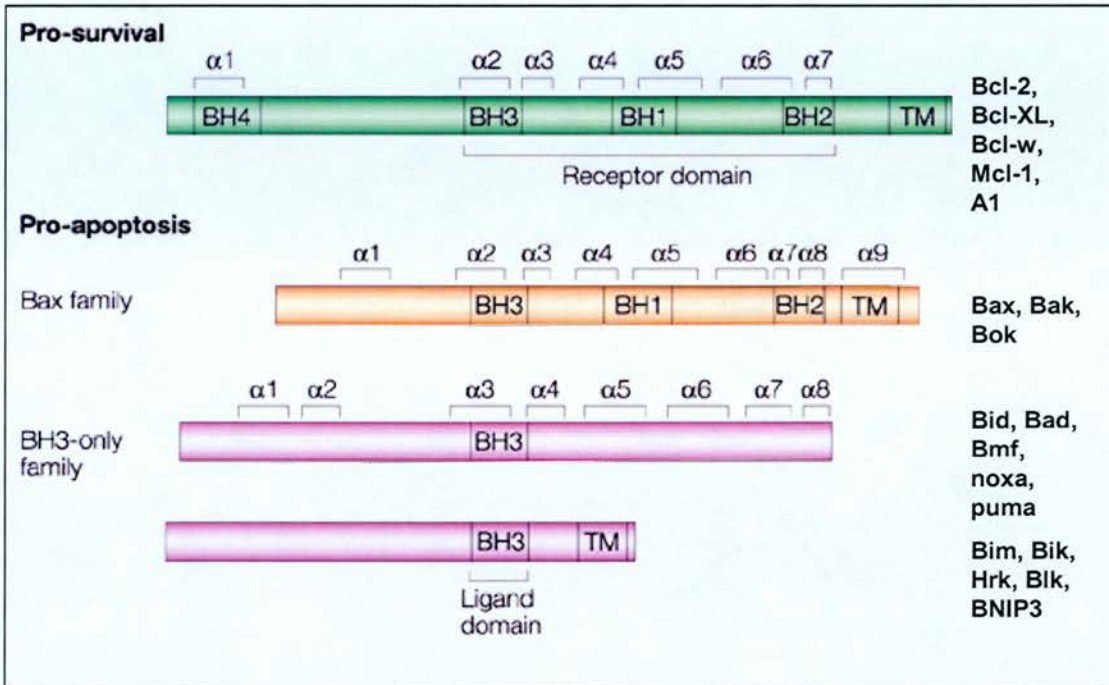 Pro-survival
α1 α2 α3 α4 α5 α6 α7
BH4 BH3 BH1 BH2 TM
Receptor domain
Bcl-2,
Bcl-XL,
Bcl-w,
Mcl-1,
A1
Pro-apoptosis
α1 α2 α3 α4 α5 α6 α7 α8 α9
Bax family
BH3 BH1 BH2 TM
Bax, Bak,
Bok
α1 α2 α3 α4 α5 α6 α7 α8
BH3-only
family
BH3
Bid, Bad,
Bmf,
noxa,
puma
BH3 TM
Ligand
domain
Bim, Bik,
Hrk, Blk,
BNIP3